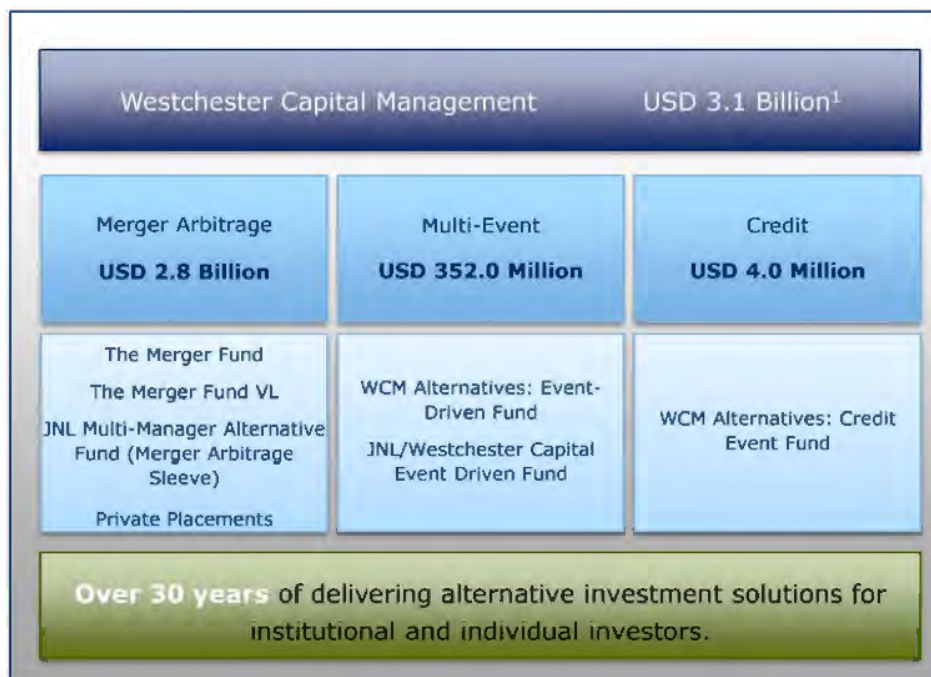 Westchester Capital Management USD 3.1 Billion¹
Merger Arbitrage
USD 2.8 Billion
Multi-Event
USD 352.0 Million
Credit
USD 4.0 Million
The Merger Fund
The Merger Fund VL
JNL Multi-Manager Alternative
Fund (Merger Arbitrage
Sleeve)
Private Placements
WCM Alternatives: Event-
Driven Fund
JNL/Westchester Capital
Event Driven Fund
WCM Alternatives: Credit
Event Fund
Over 30 years of delivering alternative investment solutions for
institutional and individual investors.